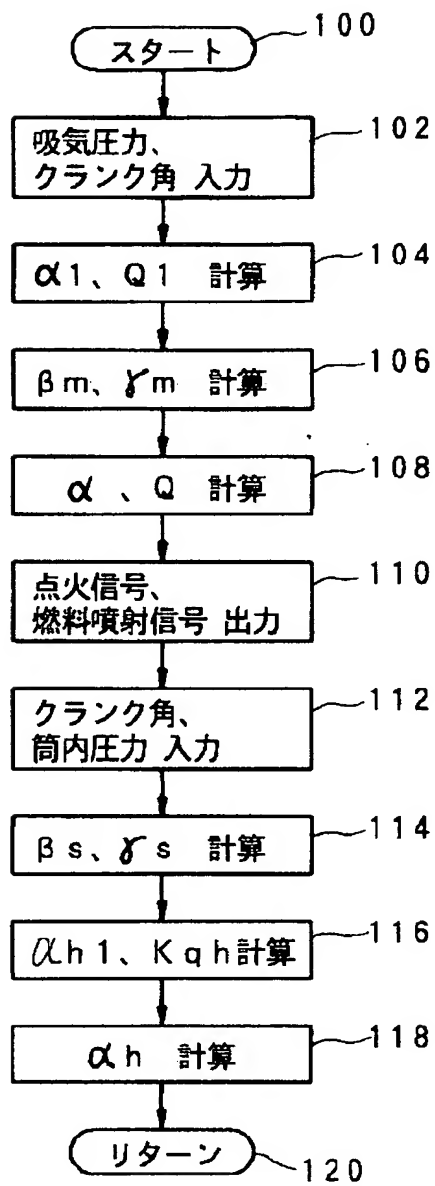 スタート 100
吸気圧力、 102
クランク角 入力
α1、Q1 計算 104
βm、γm 計算 106
α、Q 計算 108
点火信号、 110
燃料噴射信号 出力
クランク角、 112
筒内圧力 入力
βs、γs 計算 114
αh1、Kqh計算 116
αh 計算 118
リターン 120